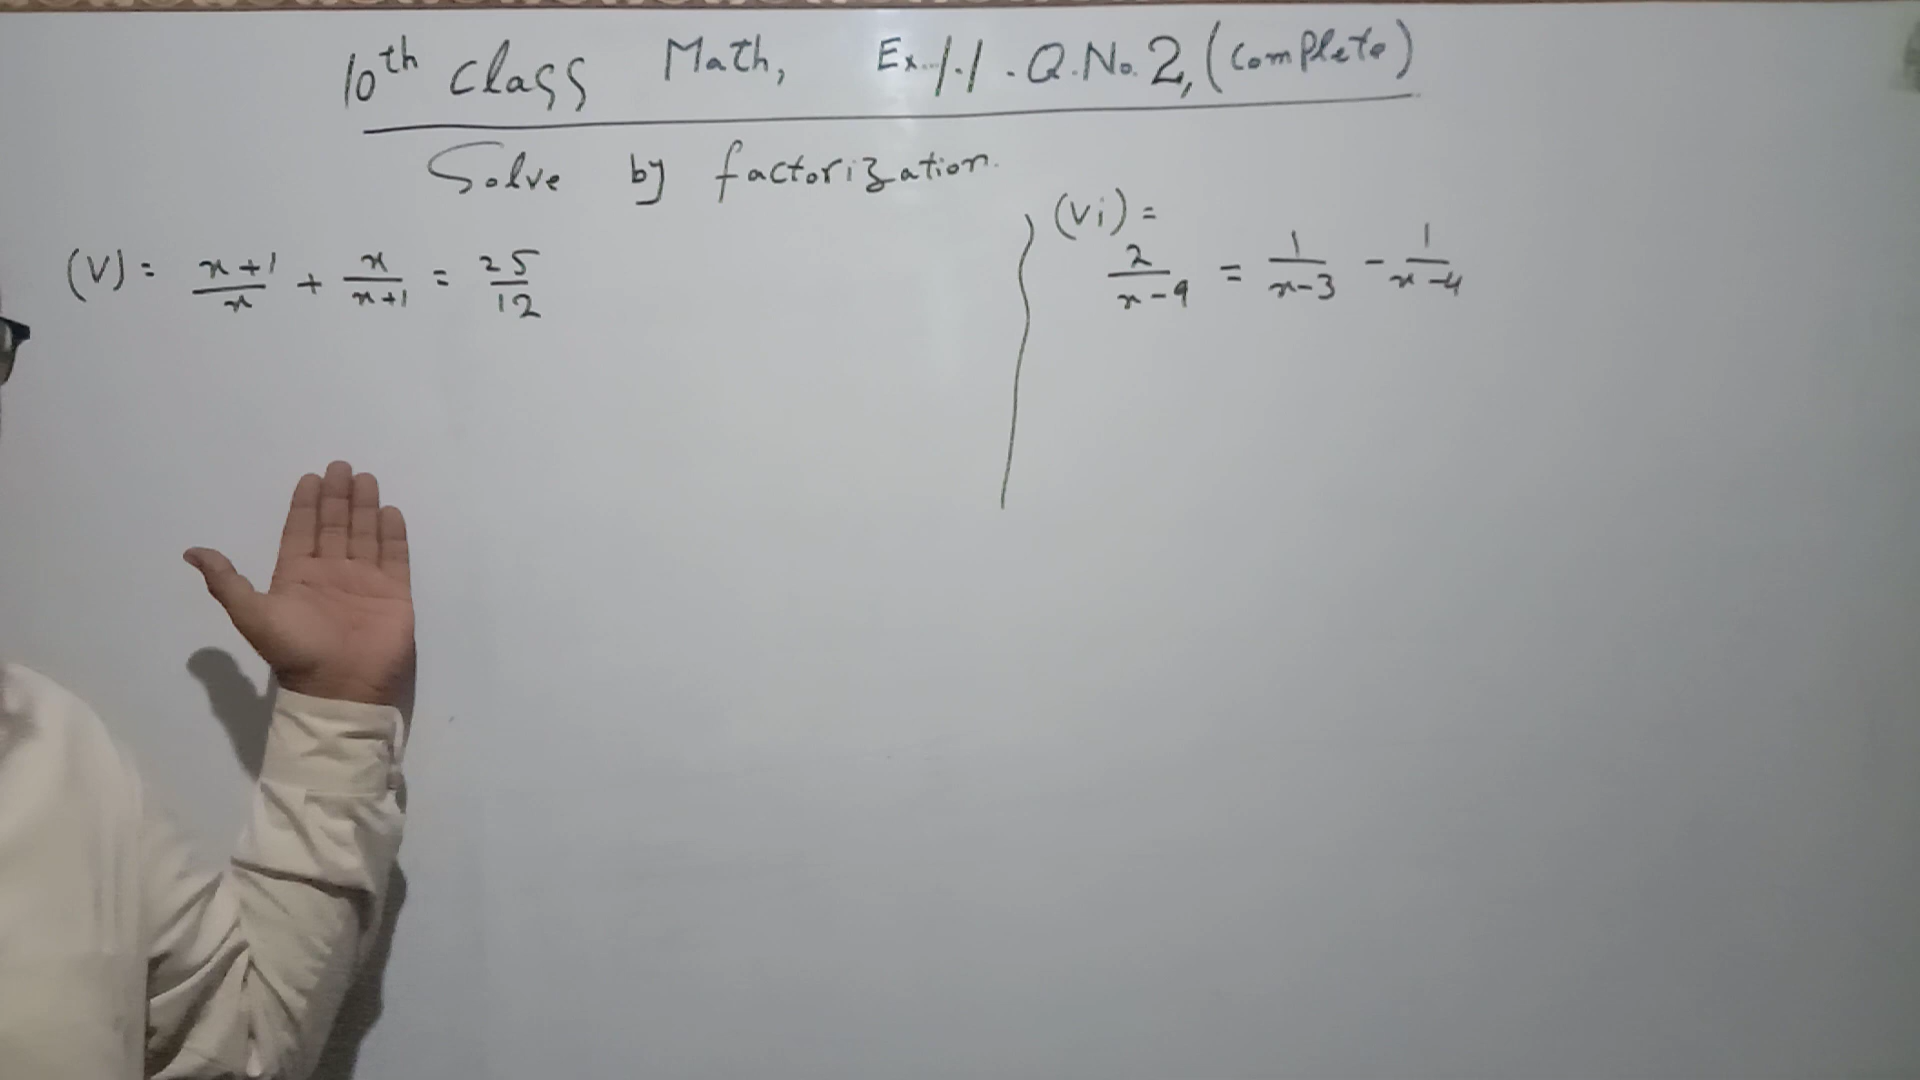 10th Class Math, Ex. 1.1. Q.No. 2, (Complete)
Solve by factorization.
(V)= x+1/x + x/x+1 = 25/12
(Vi)=
2/x-9 = 1/x-3 - 1/x-4